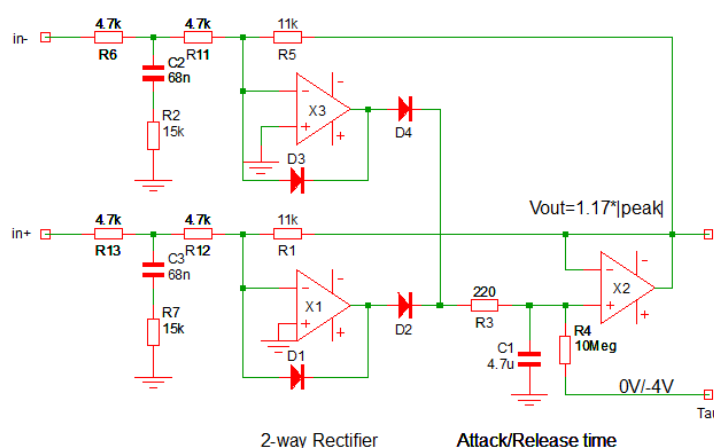 4.7k 4.7k 11k
in-
R6 R11 R5
C2
68n
X3
R2
15k
D4
D3
4.7k 4.7k 11k
Vout=1.17*|peak|
in+
R13 R12 R1
C3
68n
X2
X1
220
R7
15k
D2
R3
R4
10Meg
D1
C1
4.7u
0V/-4V
Tau
2-way Rectifier Attack/Release time